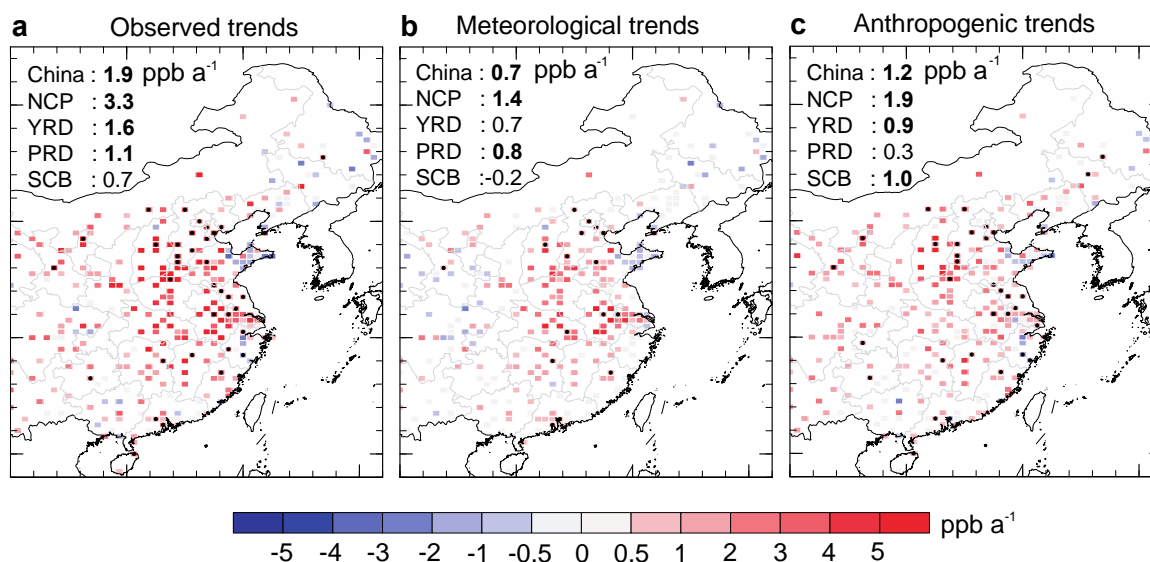 a Observed trends
China : 1.9 ppb a⁻¹
NCP : 3.3
YRD : 1.6
PRD : 1.1
SCB : 0.7
b Meteorological trends
China : 0.7 ppb a⁻¹
NCP : 1.4
YRD : 0.7
PRD : 0.8
SCB : -0.2
c Anthropogenic trends
China : 1.2 ppb a⁻¹
NCP : 1.9
YRD : 0.9
PRD : 0.3
SCB : 1.0
-5 -4 -3 -2 -1 -0.5 0 0.5 1 2 3 4 5 ppb a⁻¹